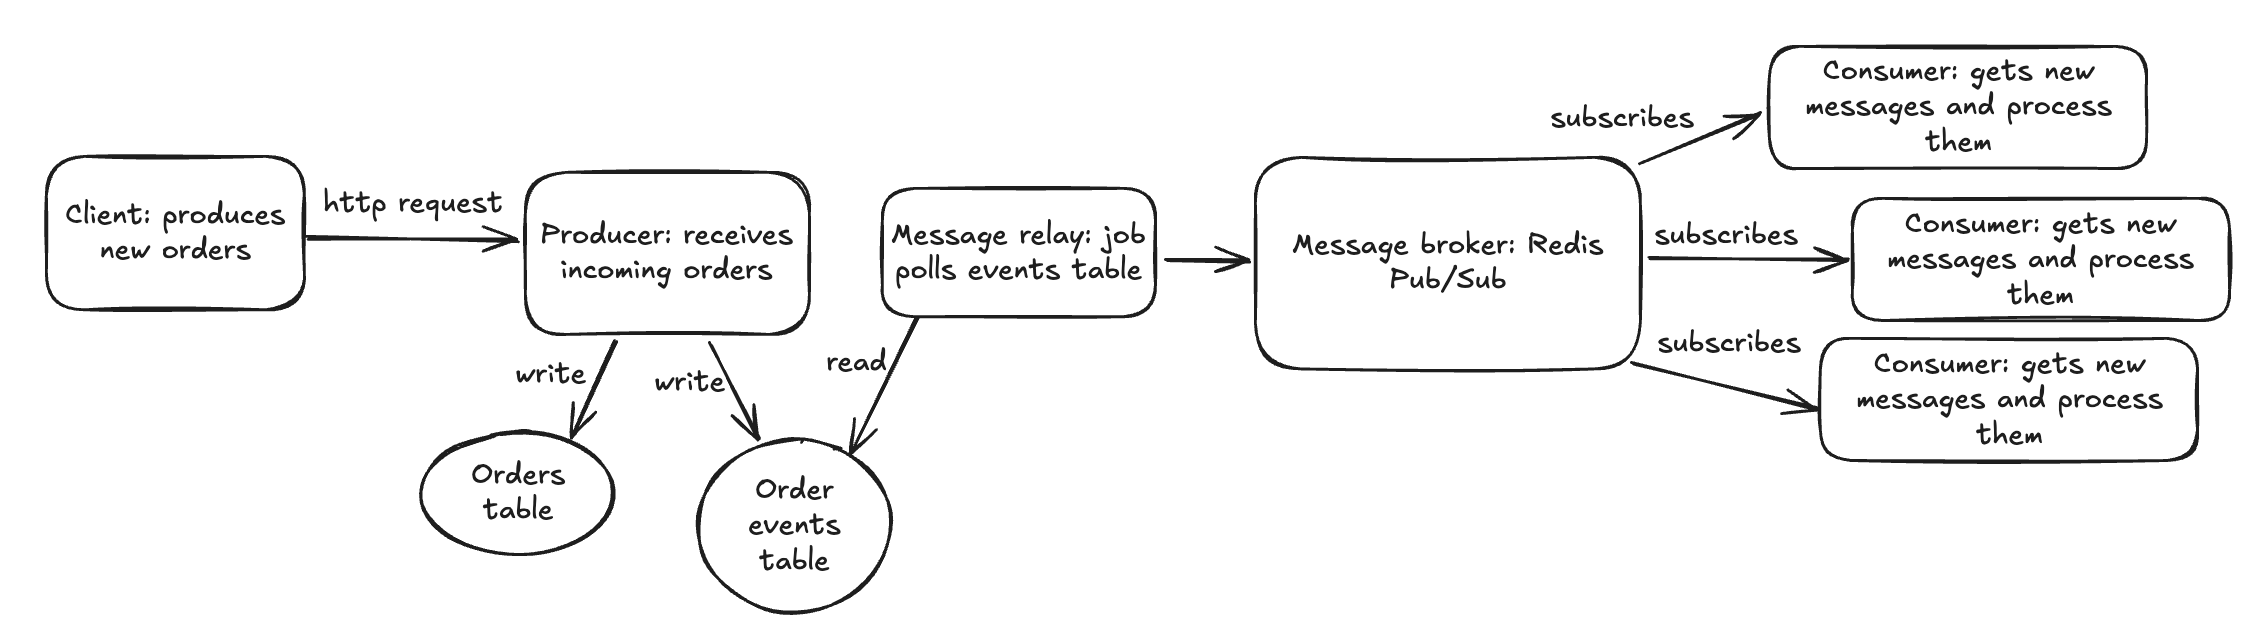 Client: produces
new orders
http request
Producer: receives
incoming orders
write
write
Orders
table
Order
events
table
read
Message relay: job
polls events table
Message broker: Redis
Pub/Sub
subscribes
Consumer: gets new
messages and process
them
subscribes
Consumer: gets new
messages and process
them
subscribes
Consumer: gets new
messages and process
them